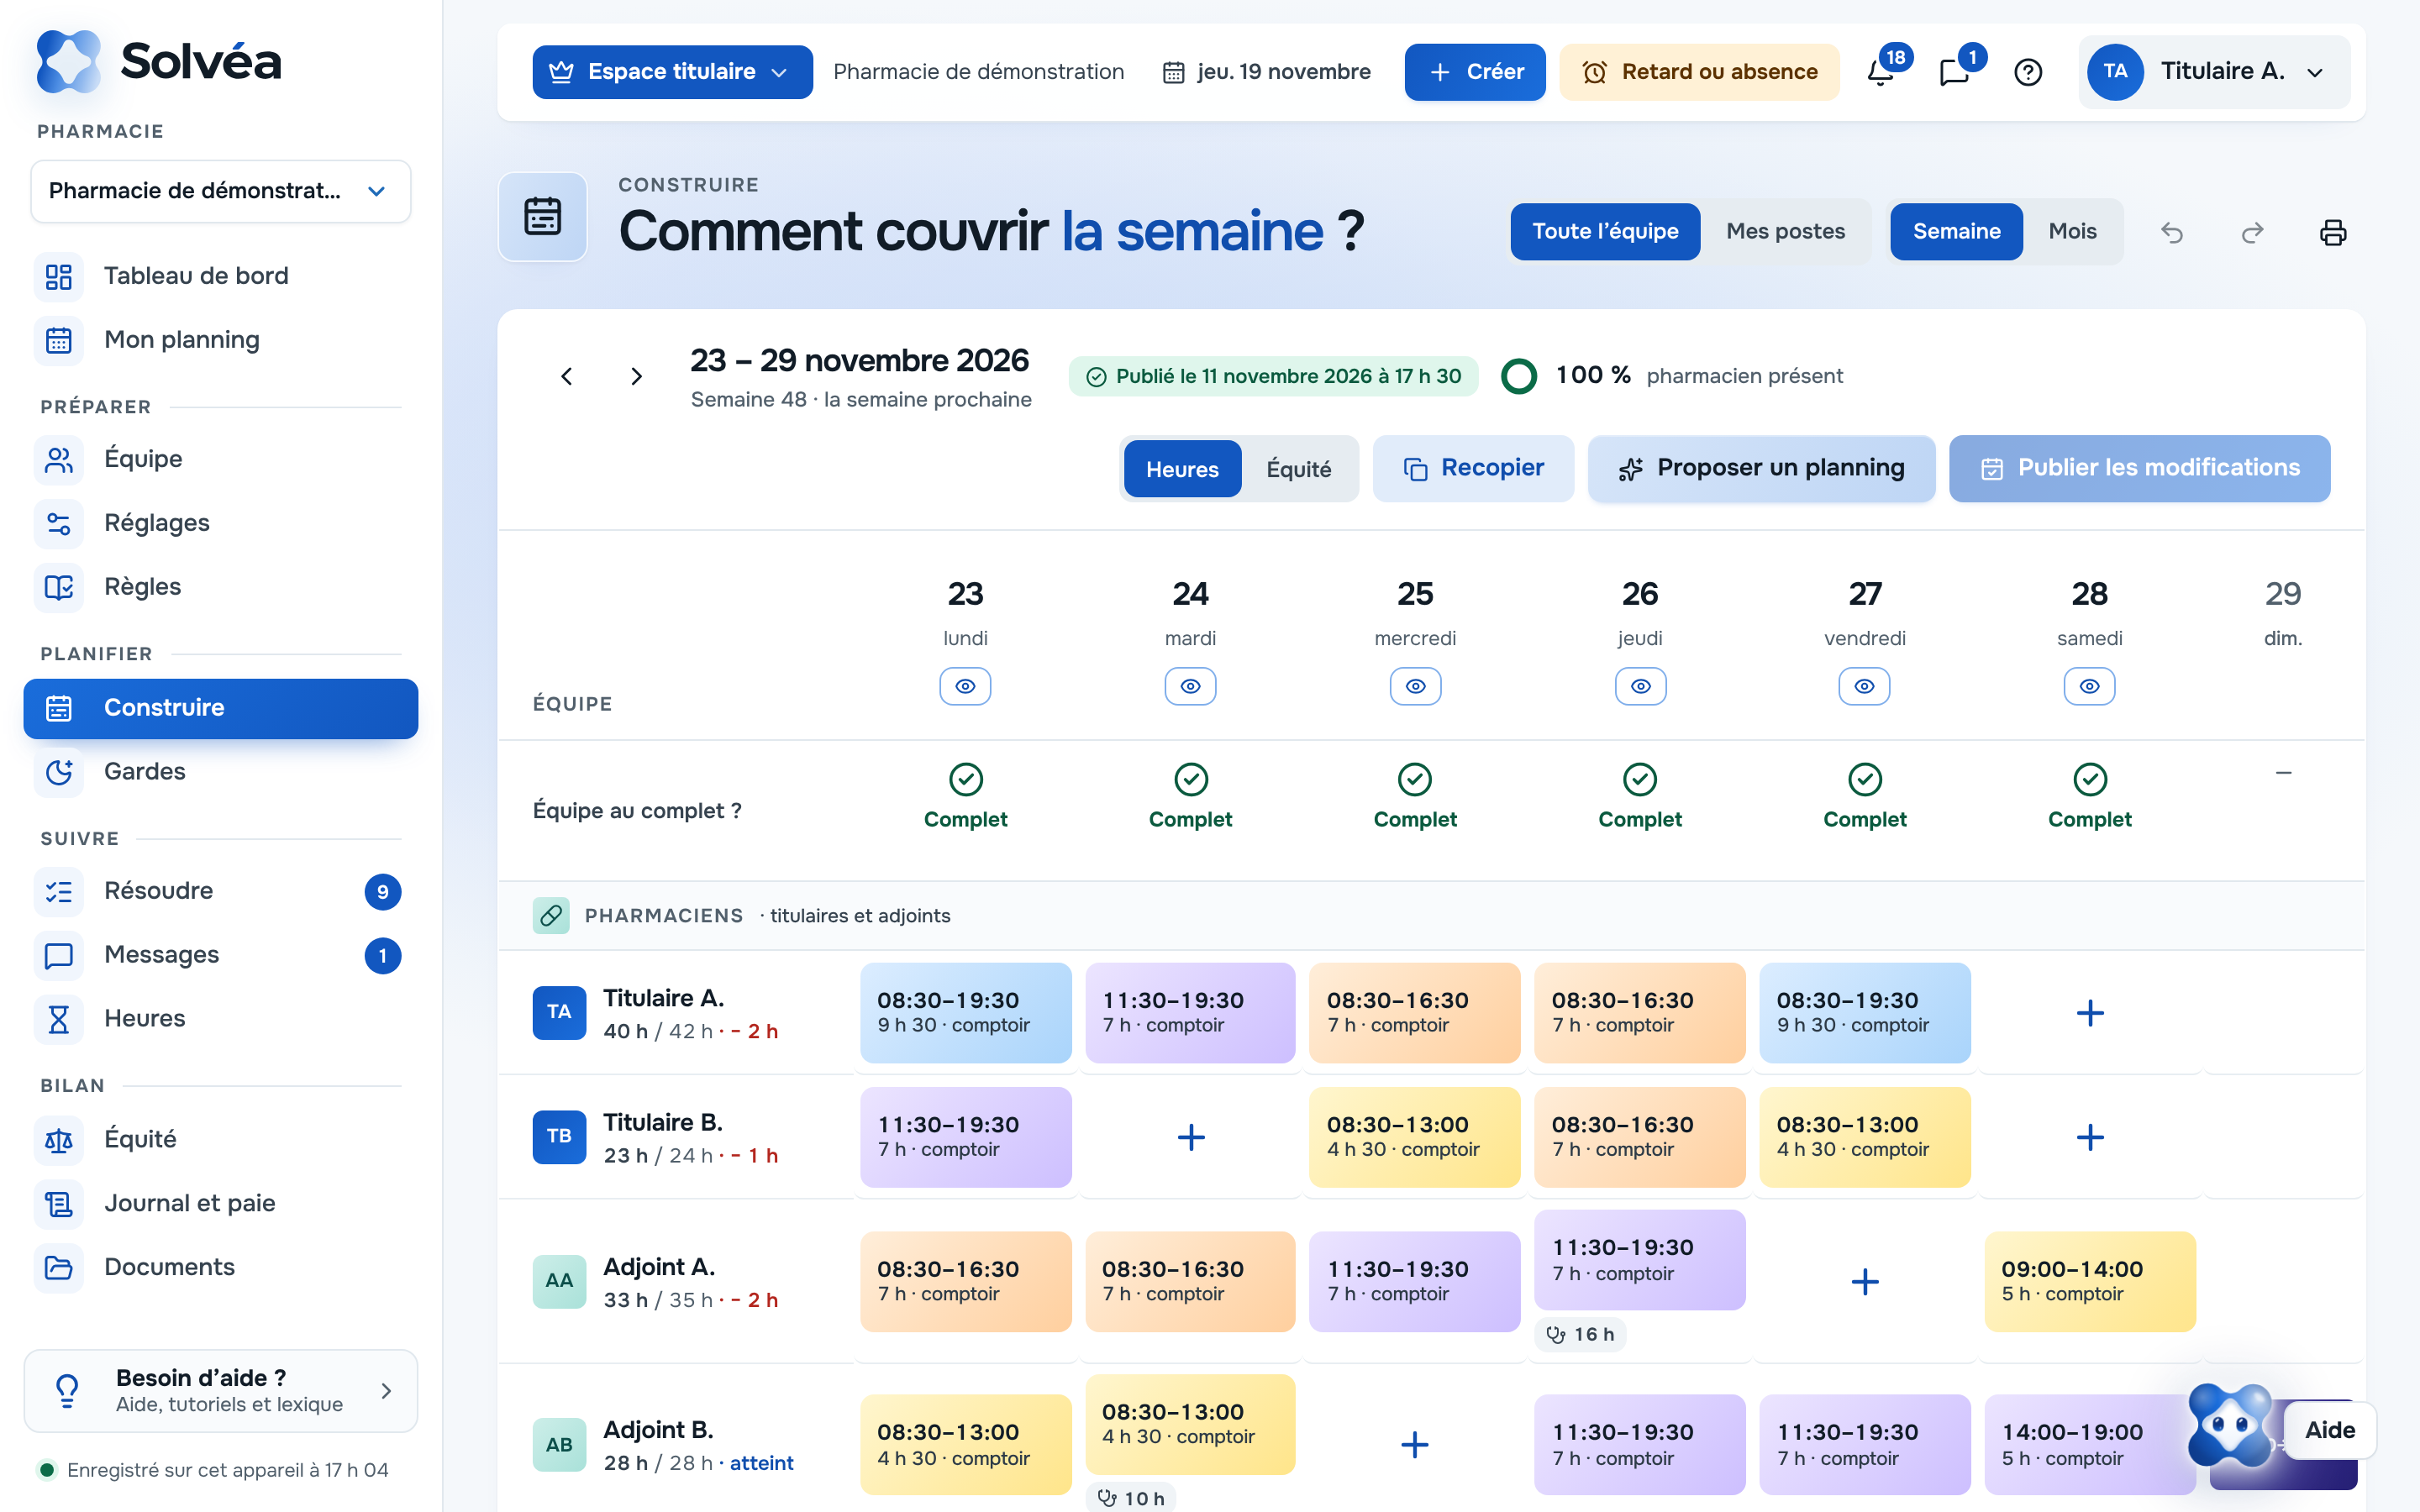 Solvéa
PHARMACIE
Pharmacie de démonstrat...
Tableau de bord
Mon planning
PRÉPARER
Équipe
Réglages
Règles
PLANIFIER
Construire
Gardes
SUIVRE
Résoudre 9
Messages 1
Heures
BILAN
Équité
Journal et paie
Documents
Besoin d’aide ?
Aide, tutoriels et lexique
Enregistré sur cet appareil à 17 h 04
Espace titulaire
Pharmacie de démonstration
jeu. 19 novembre
Créer
Retard ou absence
18
1
TA
Titulaire A.
CONSTRUIRE
Comment couvrir la semaine ?
Toute l’équipe
Mes postes
Semaine
Mois
23 – 29 novembre 2026
Semaine 48 · la semaine prochaine
Publié le 11 novembre 2026 à 17 h 30
100 % pharmacien présent
Heures
Équité
Recopier
Proposer un planning
Publier les modifications
ÉQUIPE
23 lundi
24 mardi
25 mercredi
26 jeudi
27 vendredi
28 samedi
29 dim.
Équipe au complet ?
Complet
Complet
Complet
Complet
Complet
Complet
–
PHARMACIENS · titulaires et adjoints
TA
Titulaire A.
40 h / 42 h · − 2 h
08:30–19:30
9 h 30 · comptoir
11:30–19:30
7 h · comptoir
08:30–16:30
7 h · comptoir
08:30–16:30
7 h · comptoir
08:30–19:30
9 h 30 · comptoir
+
TB
Titulaire B.
23 h / 24 h · − 1 h
11:30–19:30
7 h · comptoir
+
08:30–13:00
4 h 30 · comptoir
08:30–16:30
7 h · comptoir
08:30–13:00
4 h 30 · comptoir
+
AA
Adjoint A.
33 h / 35 h · − 2 h
08:30–16:30
7 h · comptoir
08:30–16:30
7 h · comptoir
11:30–19:30
7 h · comptoir
11:30–19:30
7 h · comptoir
16 h
+
09:00–14:00
5 h · comptoir
AB
Adjoint B.
28 h / 28 h · atteint
08:30–13:00
4 h 30 · comptoir
08:30–13:00
4 h 30 · comptoir
10 h
+
11:30–19:30
7 h · comptoir
11:30–19:30
7 h · comptoir
14:00–19:00
5 h · comptoir
Aide